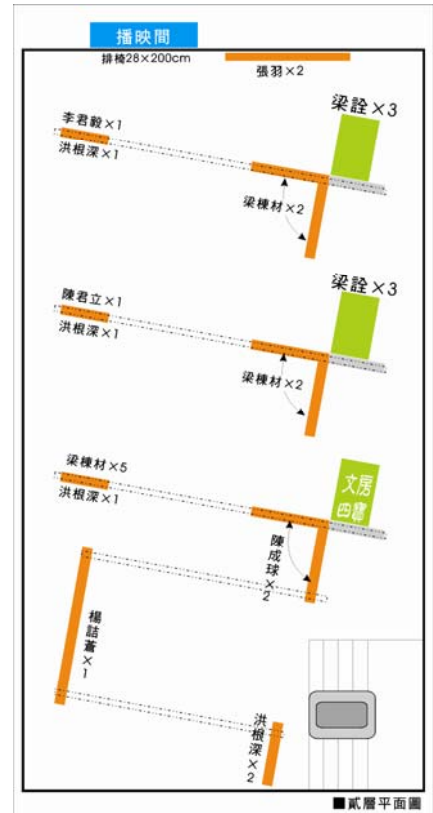 播映間
排椅28×200cm
張羽×2
梁詮×3
李君毅×1
洪根深×1
梁棟材×2
梁詮×3
陳君立×1
洪根深×1
梁棟材×2
梁棟材×5
洪根深×1
文房
四寶
陳成球×2
楊詰蒼×1
洪根深×2
■貳層平面圖